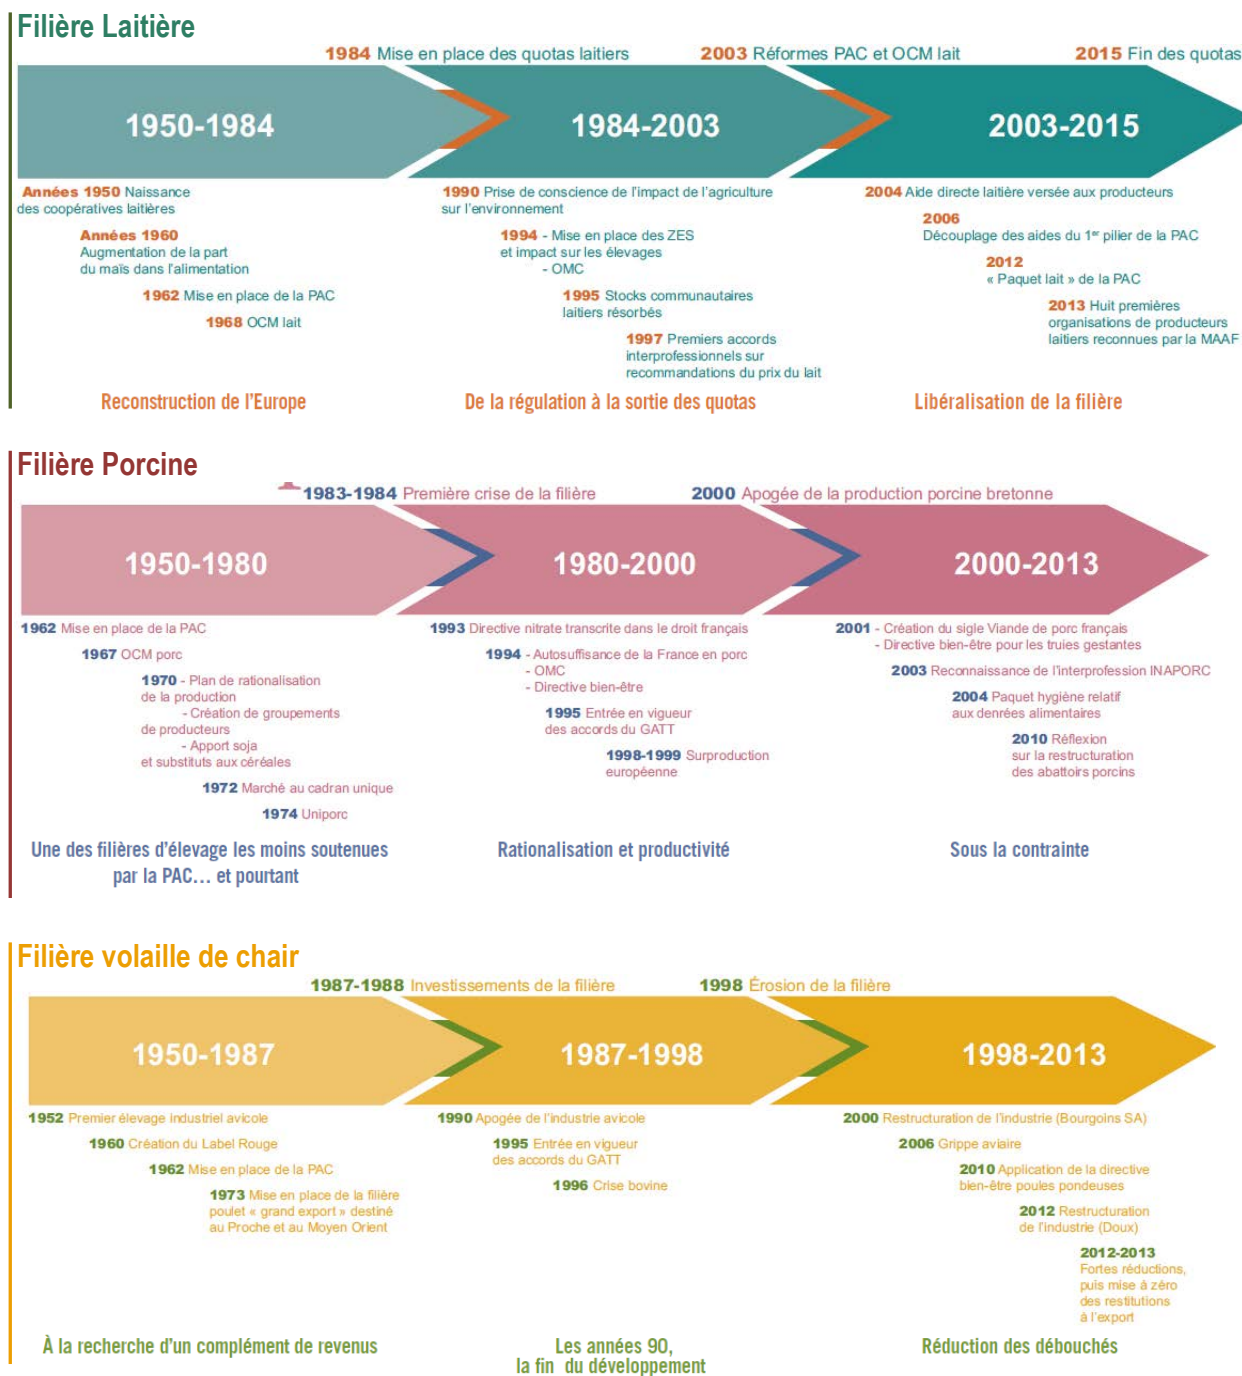 Filière Laitière
1984 Mise en place des quotas laitiers
2003 Réformes PAC et OCM lait
2015 Fin des quotas
1950-1984
1984-2003
2003-2015
Années 1950 Naissance
des coopératives laitières
Années 1960
Augmentation de la part
du maïs dans l'alimentation
1962 Mise en place de la PAC
1968 OCM lait
1990 Prise de conscience de l'impact de l'agriculture
sur l'environnement
1994 - Mise en place des ZES
et impact sur les élevages
- OMC
1995 Stocks communautaires
laitiers résorbés
1997 Premiers accords
interprofessionnels sur
recommandations du prix du lait
2004 Aide directe laitière versée aux producteurs
2006
Découplage des aides du 1er pilier de la PAC
2012
« Paquet lait » de la PAC
2013 Huit premières
organisations de producteurs
laitiers reconnues par la MAAF
Reconstruction de l'Europe
De la régulation à la sortie des quotas
Libéralisation de la filière
Filière Porcine
1983-1984 Première crise de la filière
2000 Apogée de la production porcine bretonne
1950-1980
1980-2000
2000-2013
1962 Mise en place de la PAC
1967 OCM porc
1970 - Plan de rationalisation
de la production
- Création de groupements
de producteurs
- Apport soja
et substituts aux céréales
1972 Marché au cadran unique
1974 Uniporc
1993 Directive nitrate transcrite dans le droit français
1994 - Autosuffisance de la France en porc
- OMC
- Directive bien-être
1995 Entrée en vigueur
des accords du GATT
1998-1999 Surproduction
européenne
2001 - Création du sigle Viande de porc français
- Directive bien-être pour les truies gestantes
2003 Reconnaissance de l'interprofession INAPORC
2004 Paquet hygiène relatif
aux denrées alimentaires
2010 Réflexion
sur la restructuration
des abattoirs porcins
Une des filières d'élevage les moins soutenues
par la PAC... et pourtant
Rationalisation et productivité
Sous la contrainte
Filière volaille de chair
1987-1988 Investissements de la filière
1998 Érosion de la filière
1950-1987
1987-1998
1998-2013
1952 Premier élevage industriel avicole
1960 Création du Label Rouge
1962 Mise en place de la PAC
1973 Mise en place de la filière
poulet « grand export » destiné
au Proche et au Moyen Orient
1990 Apogée de l'industrie avicole
1995 Entrée en vigueur
des accords du GATT
1996 Crise bovine
2000 Restructuration de l'industrie (Bourgoins SA)
2006 Grippe aviaire
2010 Application de la directive
bien-être poules pondeuses
2012 Restructuration
de l'industrie (Doux)
2012-2013
Fortes réductions,
puis mise à zéro
des restitutions
à l'export
À la recherche d'un complément de revenus
Les années 90,
la fin du développement
Réduction des débouchés